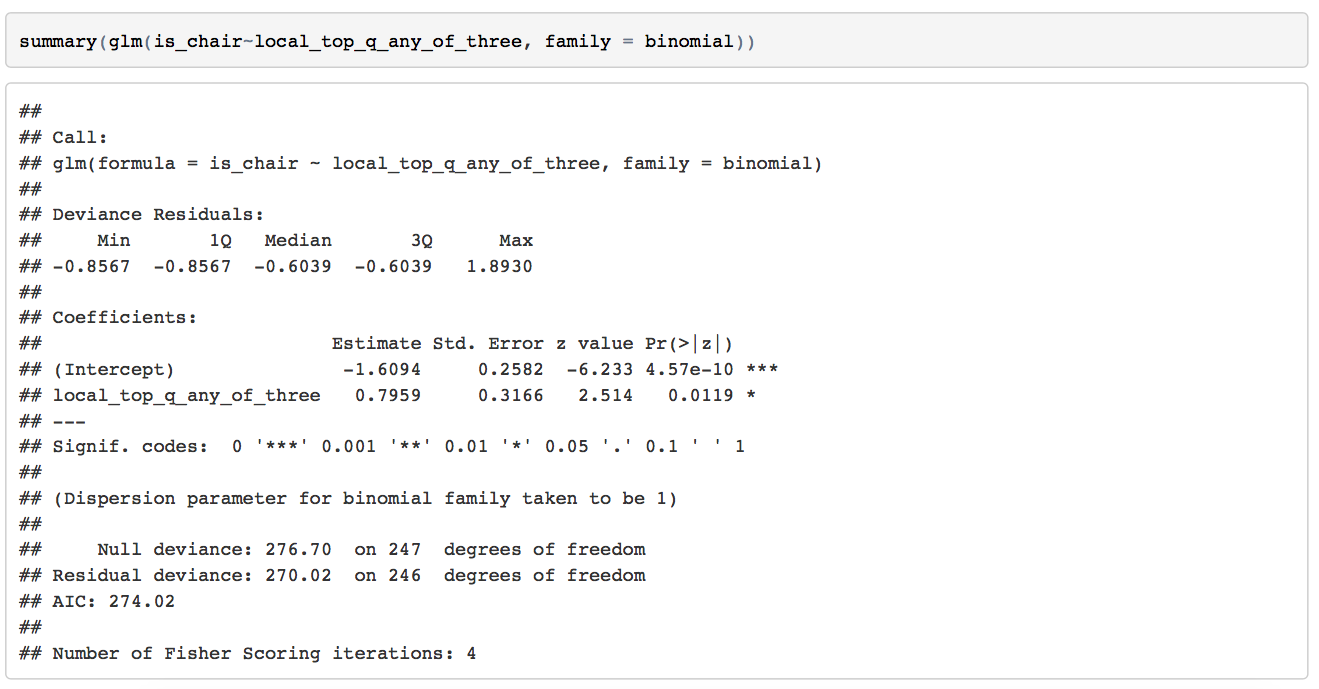 summary(glm(is_chair~local_top_q_any_of_three, family = binomial))
##
## Call:
## glm(formula = is_chair ~ local_top_q_any_of_three, family = binomial)
##
## Deviance Residuals:
##     Min       1Q   Median       3Q      Max
## -0.8567  -0.8567  -0.6039  -0.6039   1.8930
##
## Coefficients:
##                          Estimate Std. Error z value Pr(>|z|)
## (Intercept)               -1.6094     0.2582  -6.233 4.57e-10 ***
## local_top_q_any_of_three   0.7959     0.3166   2.514   0.0119 *
## ---
## Signif. codes:  0 '***' 0.001 '**' 0.01 '*' 0.05 '.' 0.1 ' ' 1
##
## (Dispersion parameter for binomial family taken to be 1)
##
##     Null deviance: 276.70  on 247  degrees of freedom
## Residual deviance: 270.02  on 246  degrees of freedom
## AIC: 274.02
##
## Number of Fisher Scoring iterations: 4